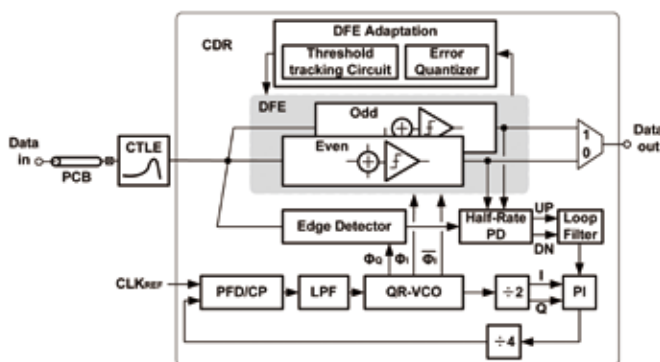 CDR
DFE Adaptation
Threshold
tracking Circuit
Error
Quantizer
DFE
Odd
Even
Data
in
PCB
CTLE
1
0
Data
out
Edge Detector
Half-Rate
PD
UP
DN
Loop
Filter
ΦQ
ΦI
Φ̅I
CLKREF
PFD/CP
LPF
QR-VCO
÷2
I
Q
PI
÷4